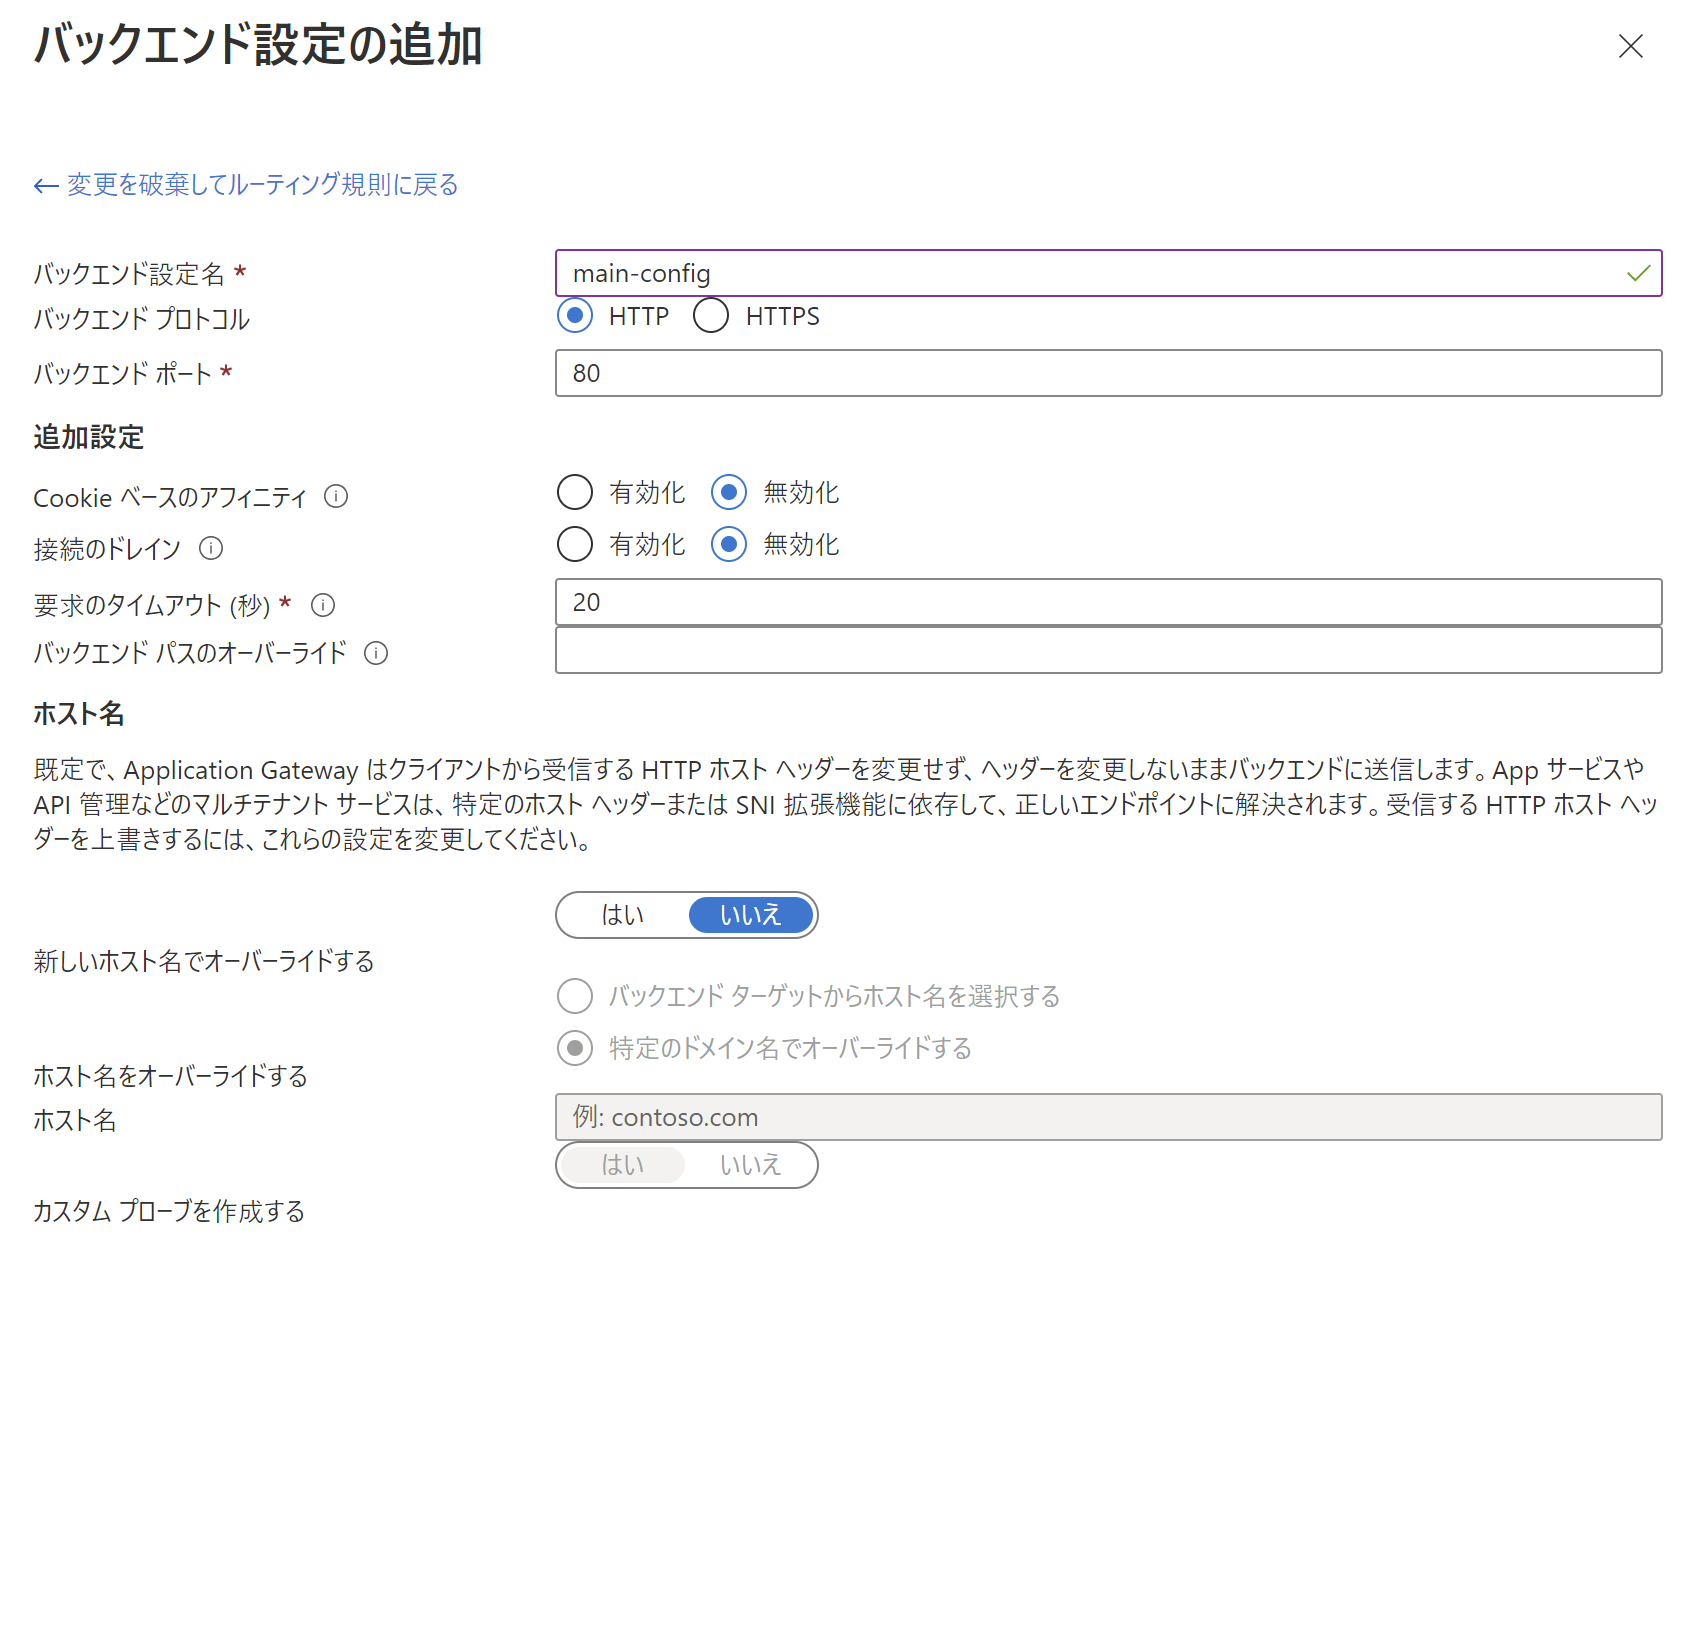 バックエンド設定の追加
← 変更を破棄してルーティング規則に戻る
バックエンド設定名 *
main-config
バックエンド プロトコル
HTTP HTTPS
バックエンド ポート *
80
追加設定
Cookie ベースのアフィニティ
有効化 無効化
接続のドレイン
有効化 無効化
要求のタイムアウト (秒) *
20
バックエンド パスのオーバーライド
ホスト名
既定で、Application Gateway はクライアントから受信する HTTP ホスト ヘッダーを変更せず、ヘッダーを変更しないままバックエンドに送信します。App サービスや
API 管理などのマルチテナント サービスは、特定のホスト ヘッダーまたは SNI 拡張機能に依存して、正しいエンドポイントに解決されます。受信する HTTP ホスト ヘッ
ダーを上書きするには、これらの設定を変更してください。
はい いいえ
新しいホスト名でオーバーライドする
バックエンド ターゲットからホスト名を選択する
特定のドメイン名でオーバーライドする
ホスト名をオーバーライドする
ホスト名
例: contoso.com
はい いいえ
カスタム プローブを作成する